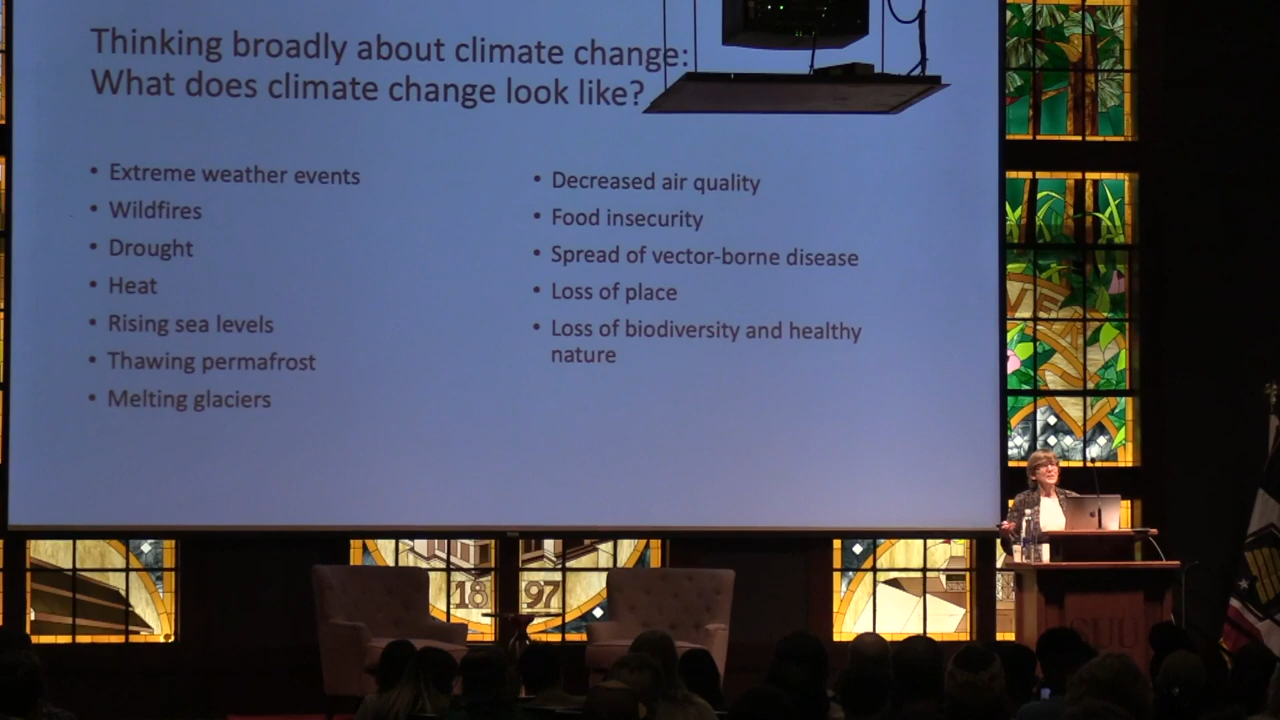 Thinking broadly about climate change:
What does climate change look like?
• Extreme weather events
• Wildfires
• Drought
• Heat
• Rising sea levels
• Thawing permafrost
• Melting glaciers
• Decreased air quality
• Food insecurity
• Spread of vector-borne disease
• Loss of place
• Loss of biodiversity and healthy
nature
VE
18 97
SUU